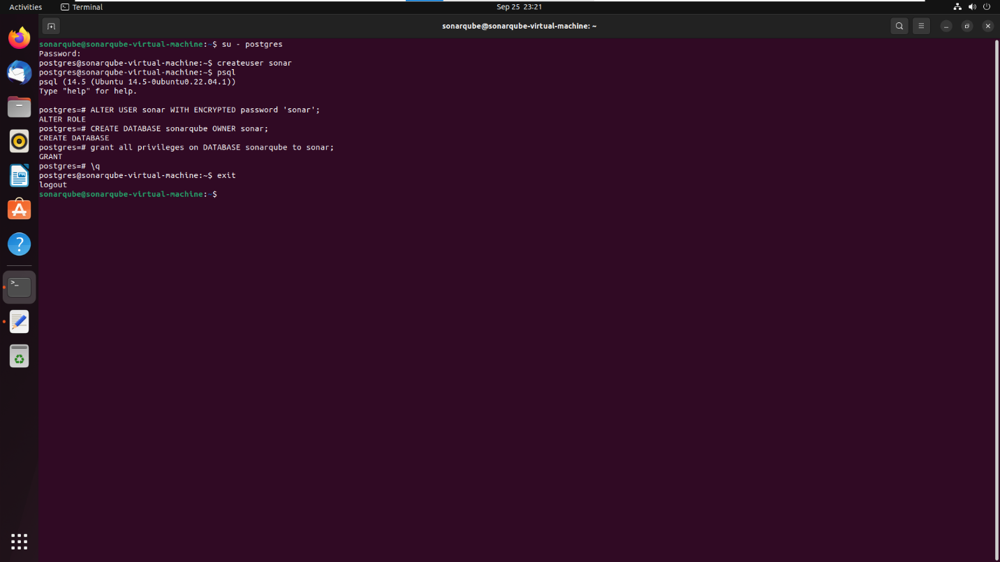 Activities
Terminal
Sep 25 23:21
sonarqube@sonarqube-virtual-machine: ~
sonarqube@sonarqube-virtual-machine:~$ su - postgres
Password:
postgres@sonarqube-virtual-machine:~$ createuser sonar
postgres@sonarqube-virtual-machine:~$ psql
psql (14.5 (Ubuntu 14.5-0ubuntu0.22.04.1))
Type "help" for help.
postgres=# ALTER USER sonar WITH ENCRYPTED password 'sonar';
ALTER ROLE
postgres=# CREATE DATABASE sonarqube OWNER sonar;
CREATE DATABASE
postgres=# grant all privileges on DATABASE sonarqube to sonar;
GRANT
postgres=# \q
postgres@sonarqube-virtual-machine:~$ exit
logout
sonarqube@sonarqube-virtual-machine:~$